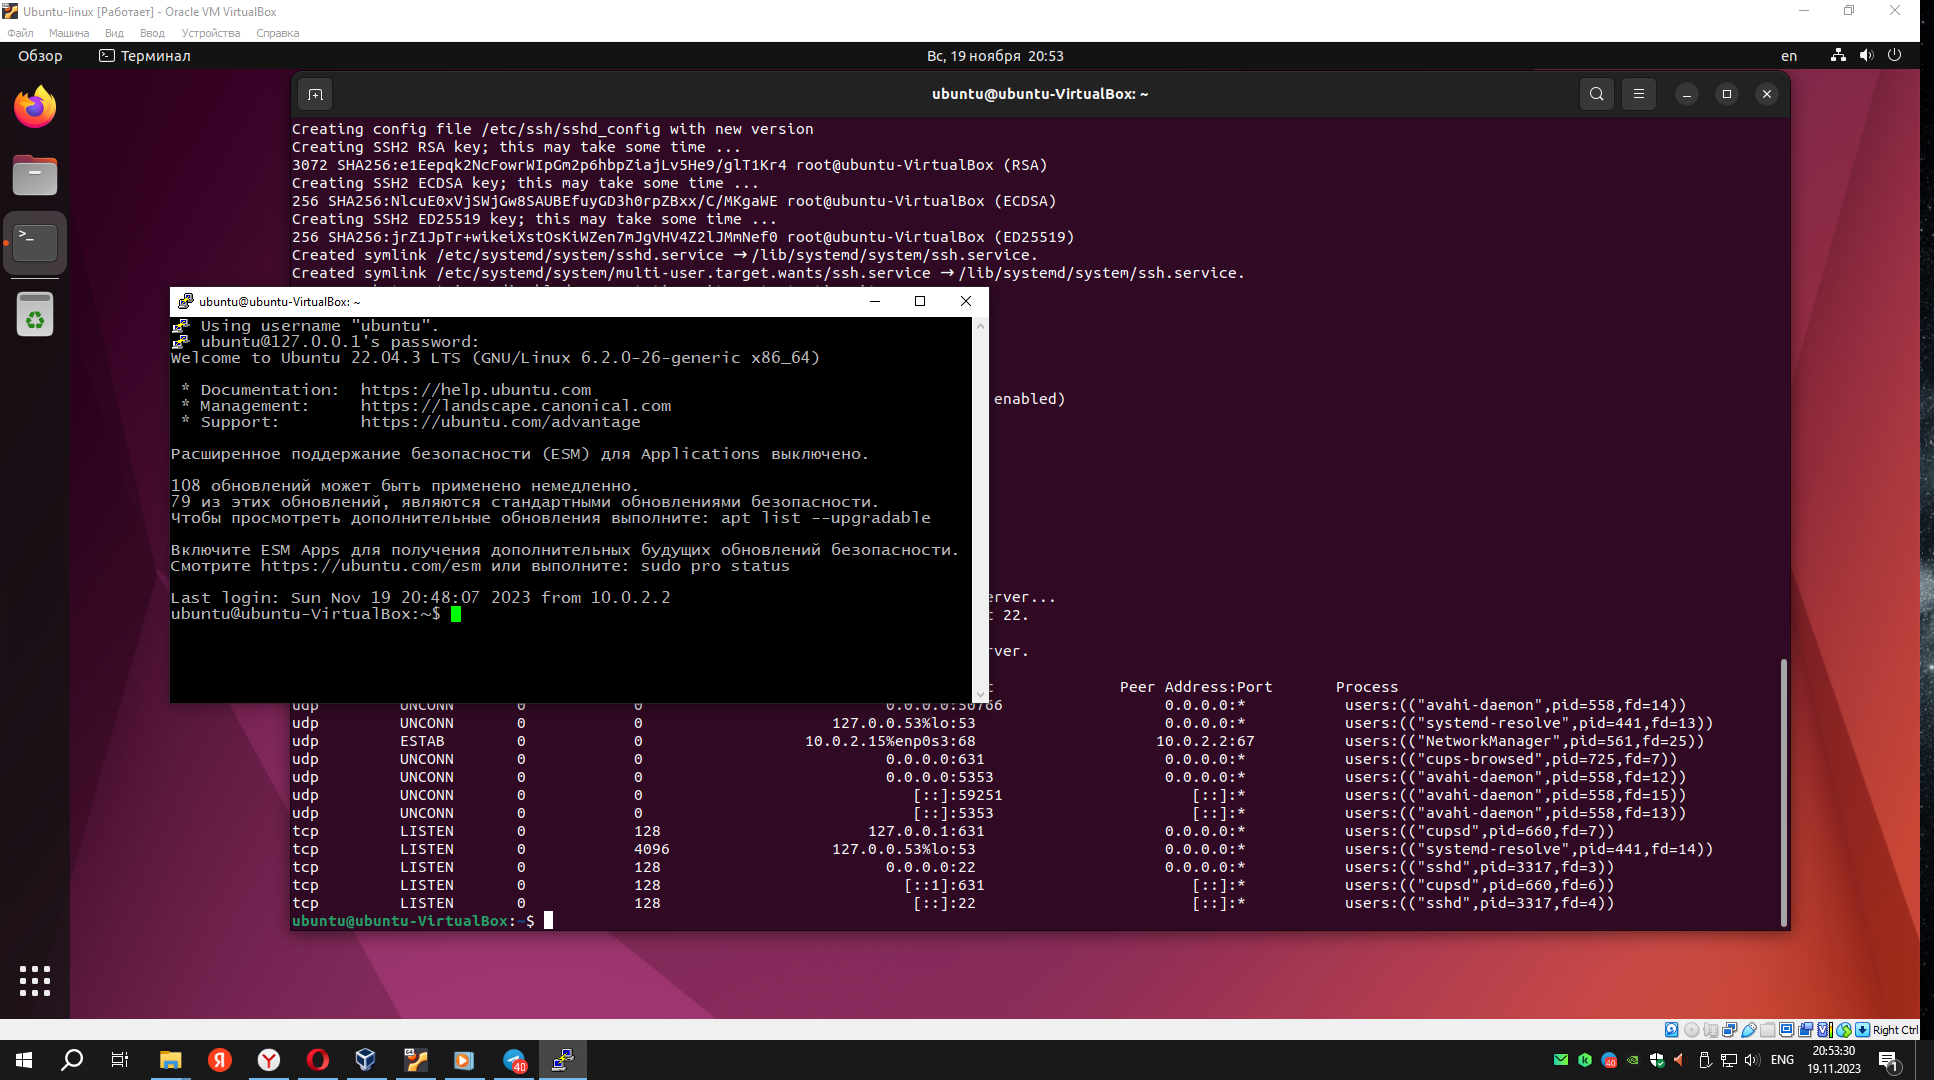 Ubuntu-linux [Работает] - Oracle VM VirtualBox
Файл Машина Вид Ввод Устройства Справка
Обзор Терминал Вс, 19 ноября 20:53 en
ubuntu@ubuntu-VirtualBox: ~
Creating config file /etc/ssh/sshd_config with new version
Creating SSH2 RSA key; this may take some time ...
3072 SHA256:e1Eepqk2NcFowrWIpGm2p6hbpZiajLv5He9/glT1Kr4 root@ubuntu-VirtualBox (RSA)
Creating SSH2 ECDSA key; this may take some time ...
256 SHA256:NlcuE0xVjSWjGw8SAUBEfuyGD3h0rpZBxx/C/MKgaWE root@ubuntu-VirtualBox (ECDSA)
Creating SSH2 ED25519 key; this may take some time ...
256 SHA256:jrZ1JpTr+wikeiXstOsKiWZen7mJgVHV4Z2lJMmNef0 root@ubuntu-VirtualBox (ED25519)
Created symlink /etc/systemd/system/sshd.service → /lib/systemd/system/ssh.service.
Created symlink /etc/systemd/system/multi-user.target.wants/ssh.service → /lib/systemd/system/ssh.service.
ubuntu@ubuntu-VirtualBox: ~
Using username "ubuntu".
ubuntu@127.0.0.1's password:
Welcome to Ubuntu 22.04.3 LTS (GNU/Linux 6.2.0-26-generic x86_64)
* Documentation: https://help.ubuntu.com
* Management: https://landscape.canonical.com
* Support: https://ubuntu.com/advantage
Расширенное поддержание безопасности (ESM) для Applications выключено.
108 обновлений может быть применено немедленно.
79 из этих обновлений, являются стандартными обновлениями безопасности.
Чтобы просмотреть дополнительные обновления выполните: apt list --upgradable
Включите ESM Apps для получения дополнительных будущих обновлений безопасности.
Смотрите https://ubuntu.com/esm или выполните: sudo pro status
Last login: Sun Nov 19 20:48:07 2023 from 10.0.2.2
ubuntu@ubuntu-VirtualBox:~$
enabled)
erver...
t 22.
rver.
Peer Address:Port Process
udp UNCONN 0 0 0.0.0.0:50766 0.0.0.0:* users:(("avahi-daemon",pid=558,fd=14))
udp UNCONN 0 0 127.0.0.53%lo:53 0.0.0.0:* users:(("systemd-resolve",pid=441,fd=13))
udp ESTAB 0 0 10.0.2.15%enp0s3:68 10.0.2.2:67 users:(("NetworkManager",pid=561,fd=25))
udp UNCONN 0 0 0.0.0.0:631 0.0.0.0:* users:(("cups-browsed",pid=725,fd=7))
udp UNCONN 0 0 0.0.0.0:5353 0.0.0.0:* users:(("avahi-daemon",pid=558,fd=12))
udp UNCONN 0 0 [::]:59251 [::]:* users:(("avahi-daemon",pid=558,fd=15))
udp UNCONN 0 0 [::]:5353 [::]:* users:(("avahi-daemon",pid=558,fd=13))
tcp LISTEN 0 128 127.0.0.1:631 0.0.0.0:* users:(("cupsd",pid=660,fd=7))
tcp LISTEN 0 4096 127.0.0.53%lo:53 0.0.0.0:* users:(("systemd-resolve",pid=441,fd=14))
tcp LISTEN 0 128 0.0.0.0:22 0.0.0.0:* users:(("sshd",pid=3317,fd=3))
tcp LISTEN 0 128 [::1]:631 [::]:* users:(("cupsd",pid=660,fd=6))
tcp LISTEN 0 128 [::]:22 [::]:* users:(("sshd",pid=3317,fd=4))
ubuntu@ubuntu-VirtualBox:~$
Right Ctrl
ENG 20:53:30
19.11.2023